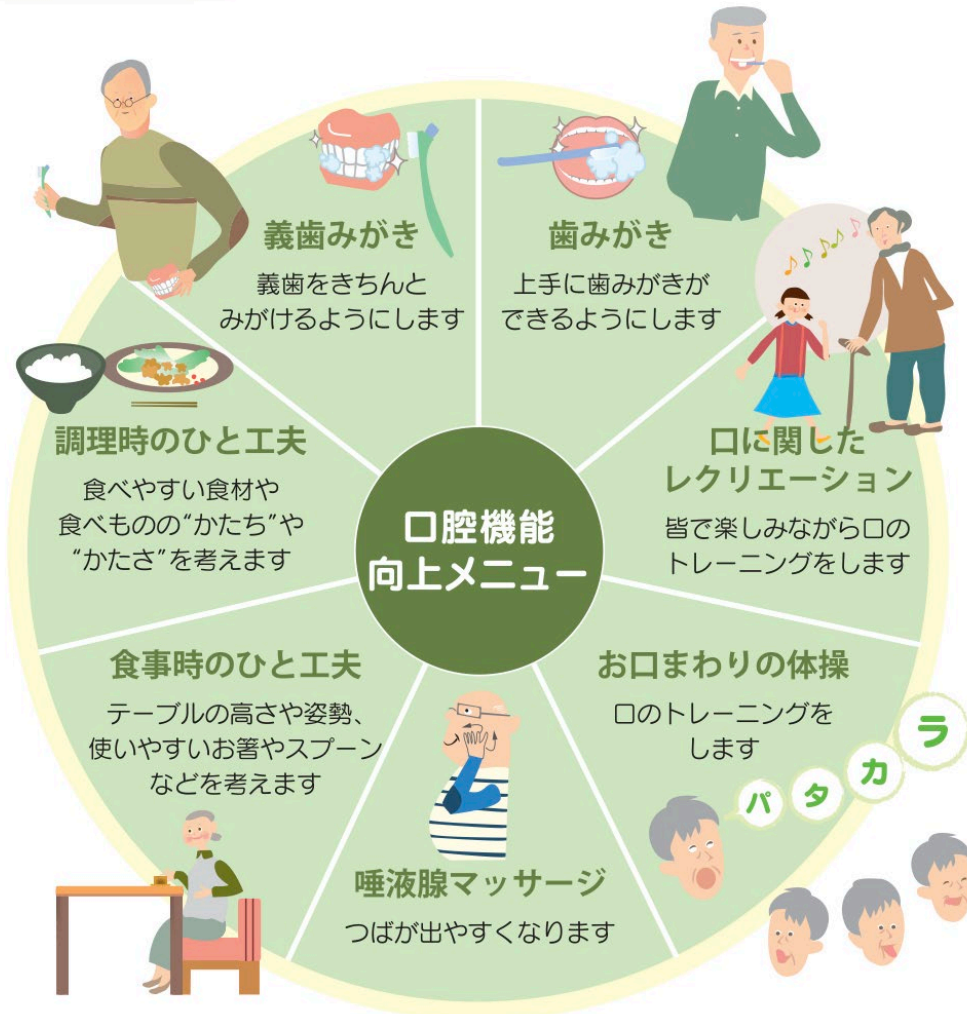 口腔機能
向上メニュー
歯みがき
上手に歯みがきが
できるようにします
口に関した
レクリエーション
皆で楽しみながら口の
トレーニングをします
お口まわりの体操
口のトレーニングを
します
パ タ カ ラ
唾液腺マッサージ
つばが出やすくなります
食事時のひと工夫
テーブルの高さや姿勢、
使いやすいお箸やスプーン
などを考えます
調理時のひと工夫
食べやすい食材や
食べものの“かたち”や
“かたさ”を考えます
義歯みがき
義歯をきちんと
みがけるようにします